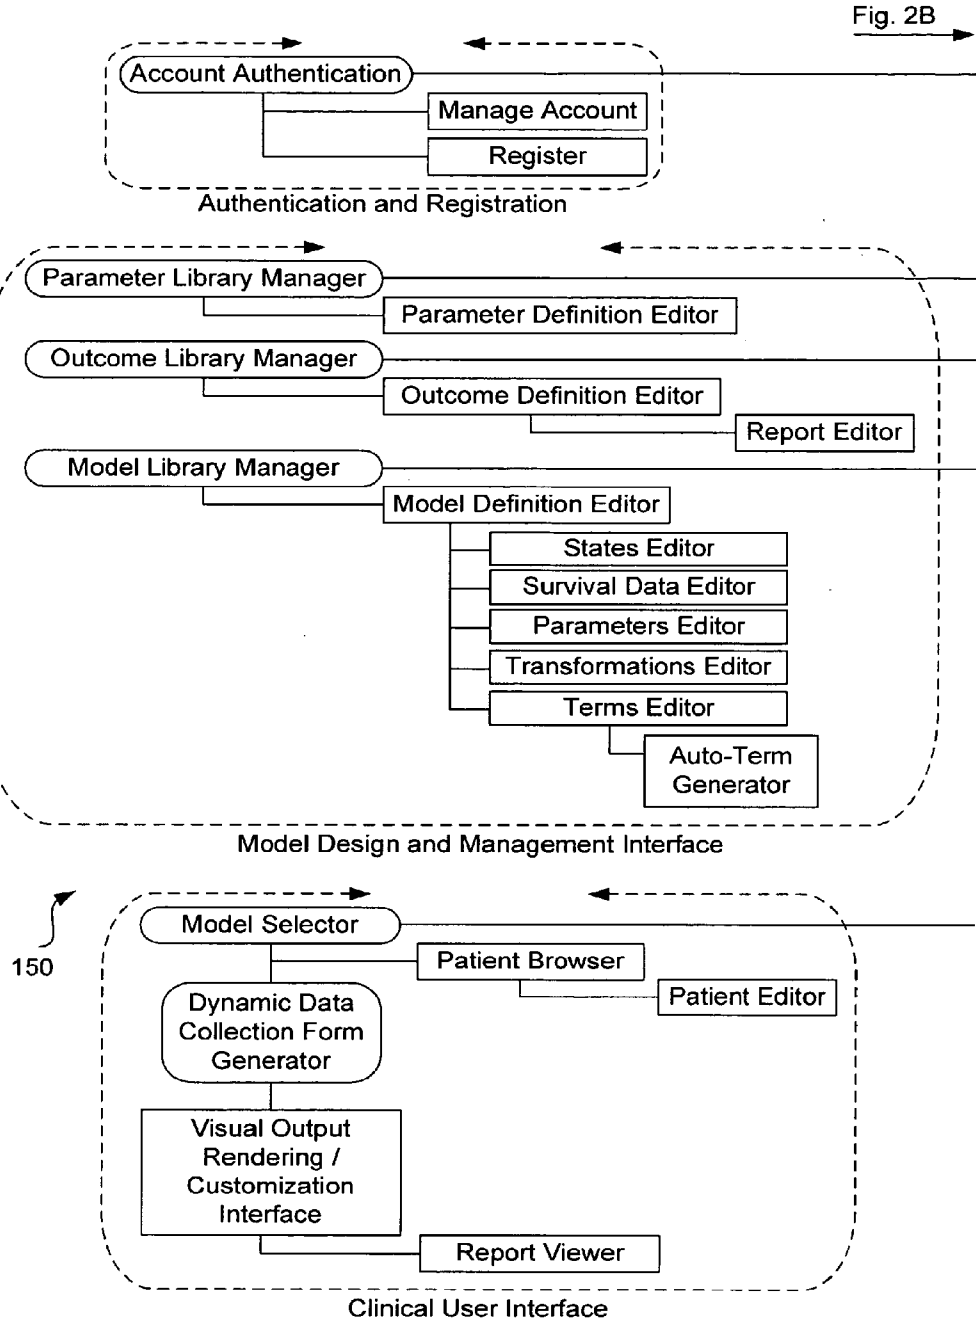 Fig. 2B
Account Authentication
Manage Account
Register
Authentication and Registration
Parameter Library Manager
Parameter Definition Editor
Outcome Library Manager
Outcome Definition Editor
Report Editor
Model Library Manager
Model Definition Editor
States Editor
Survival Data Editor
Parameters Editor
Transformations Editor
Terms Editor
Auto-Term
Generator
Model Design and Management Interface
150
Model Selector
Patient Browser
Patient Editor
Dynamic Data
Collection Form
Generator
Visual Output
Rendering /
Customization
Interface
Report Viewer
Clinical User Interface